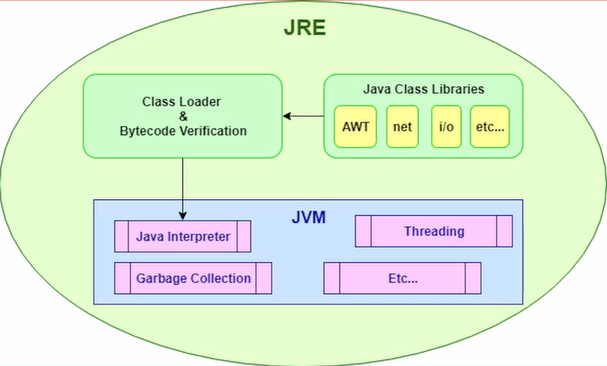 JRE
Class Loader
&
Bytecode Verification
Java Class Libraries
AWT
net
i/o
etc...
JVM
Java Interpreter
Threading
Garbage Collection
Etc...